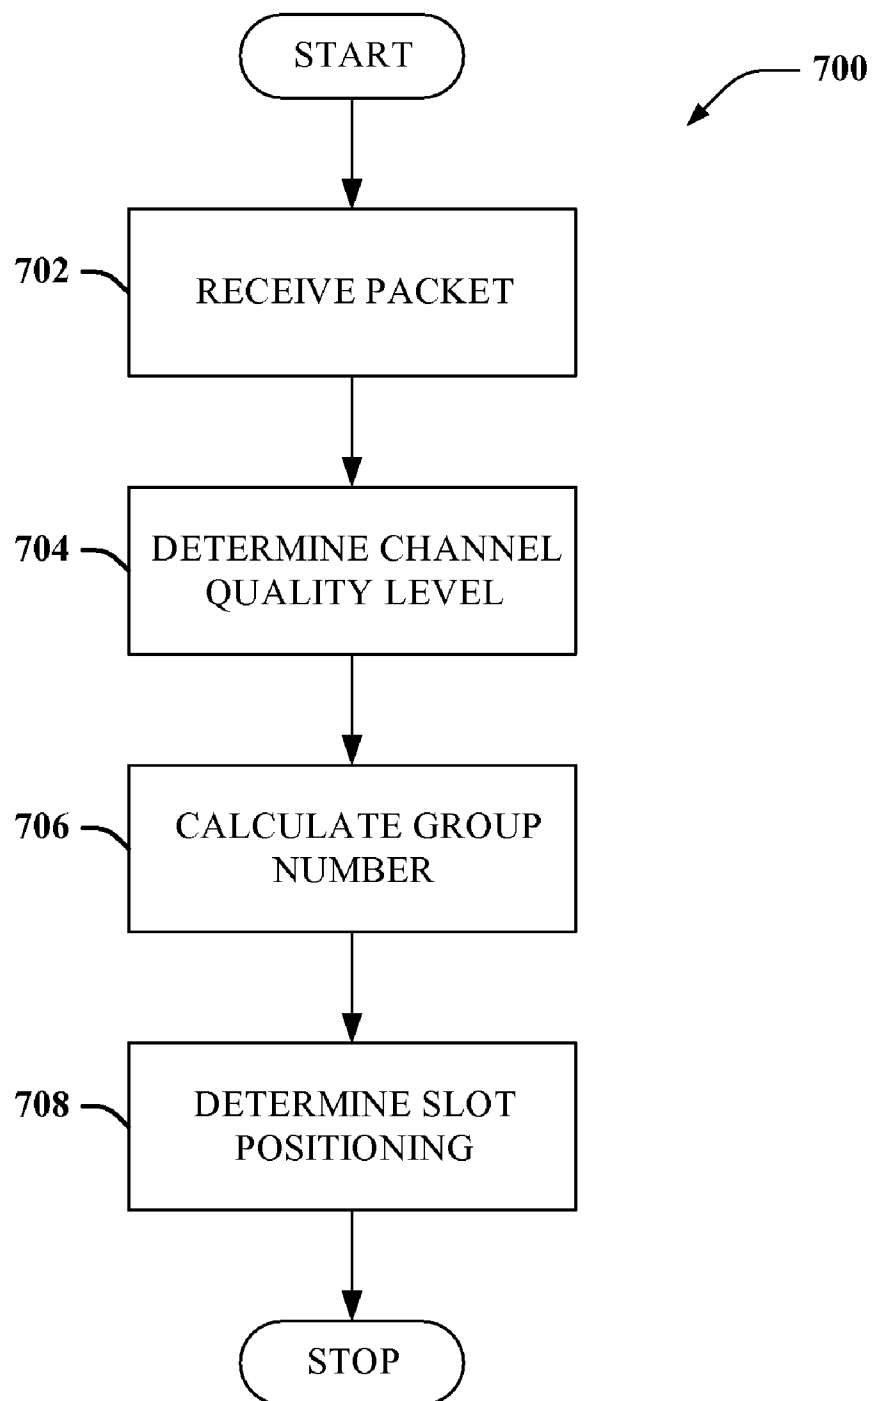 START
700
702
RECEIVE PACKET
704
DETERMINE CHANNEL
QUALITY LEVEL
706
CALCULATE GROUP
NUMBER
708
DETERMINE SLOT
POSITIONING
STOP